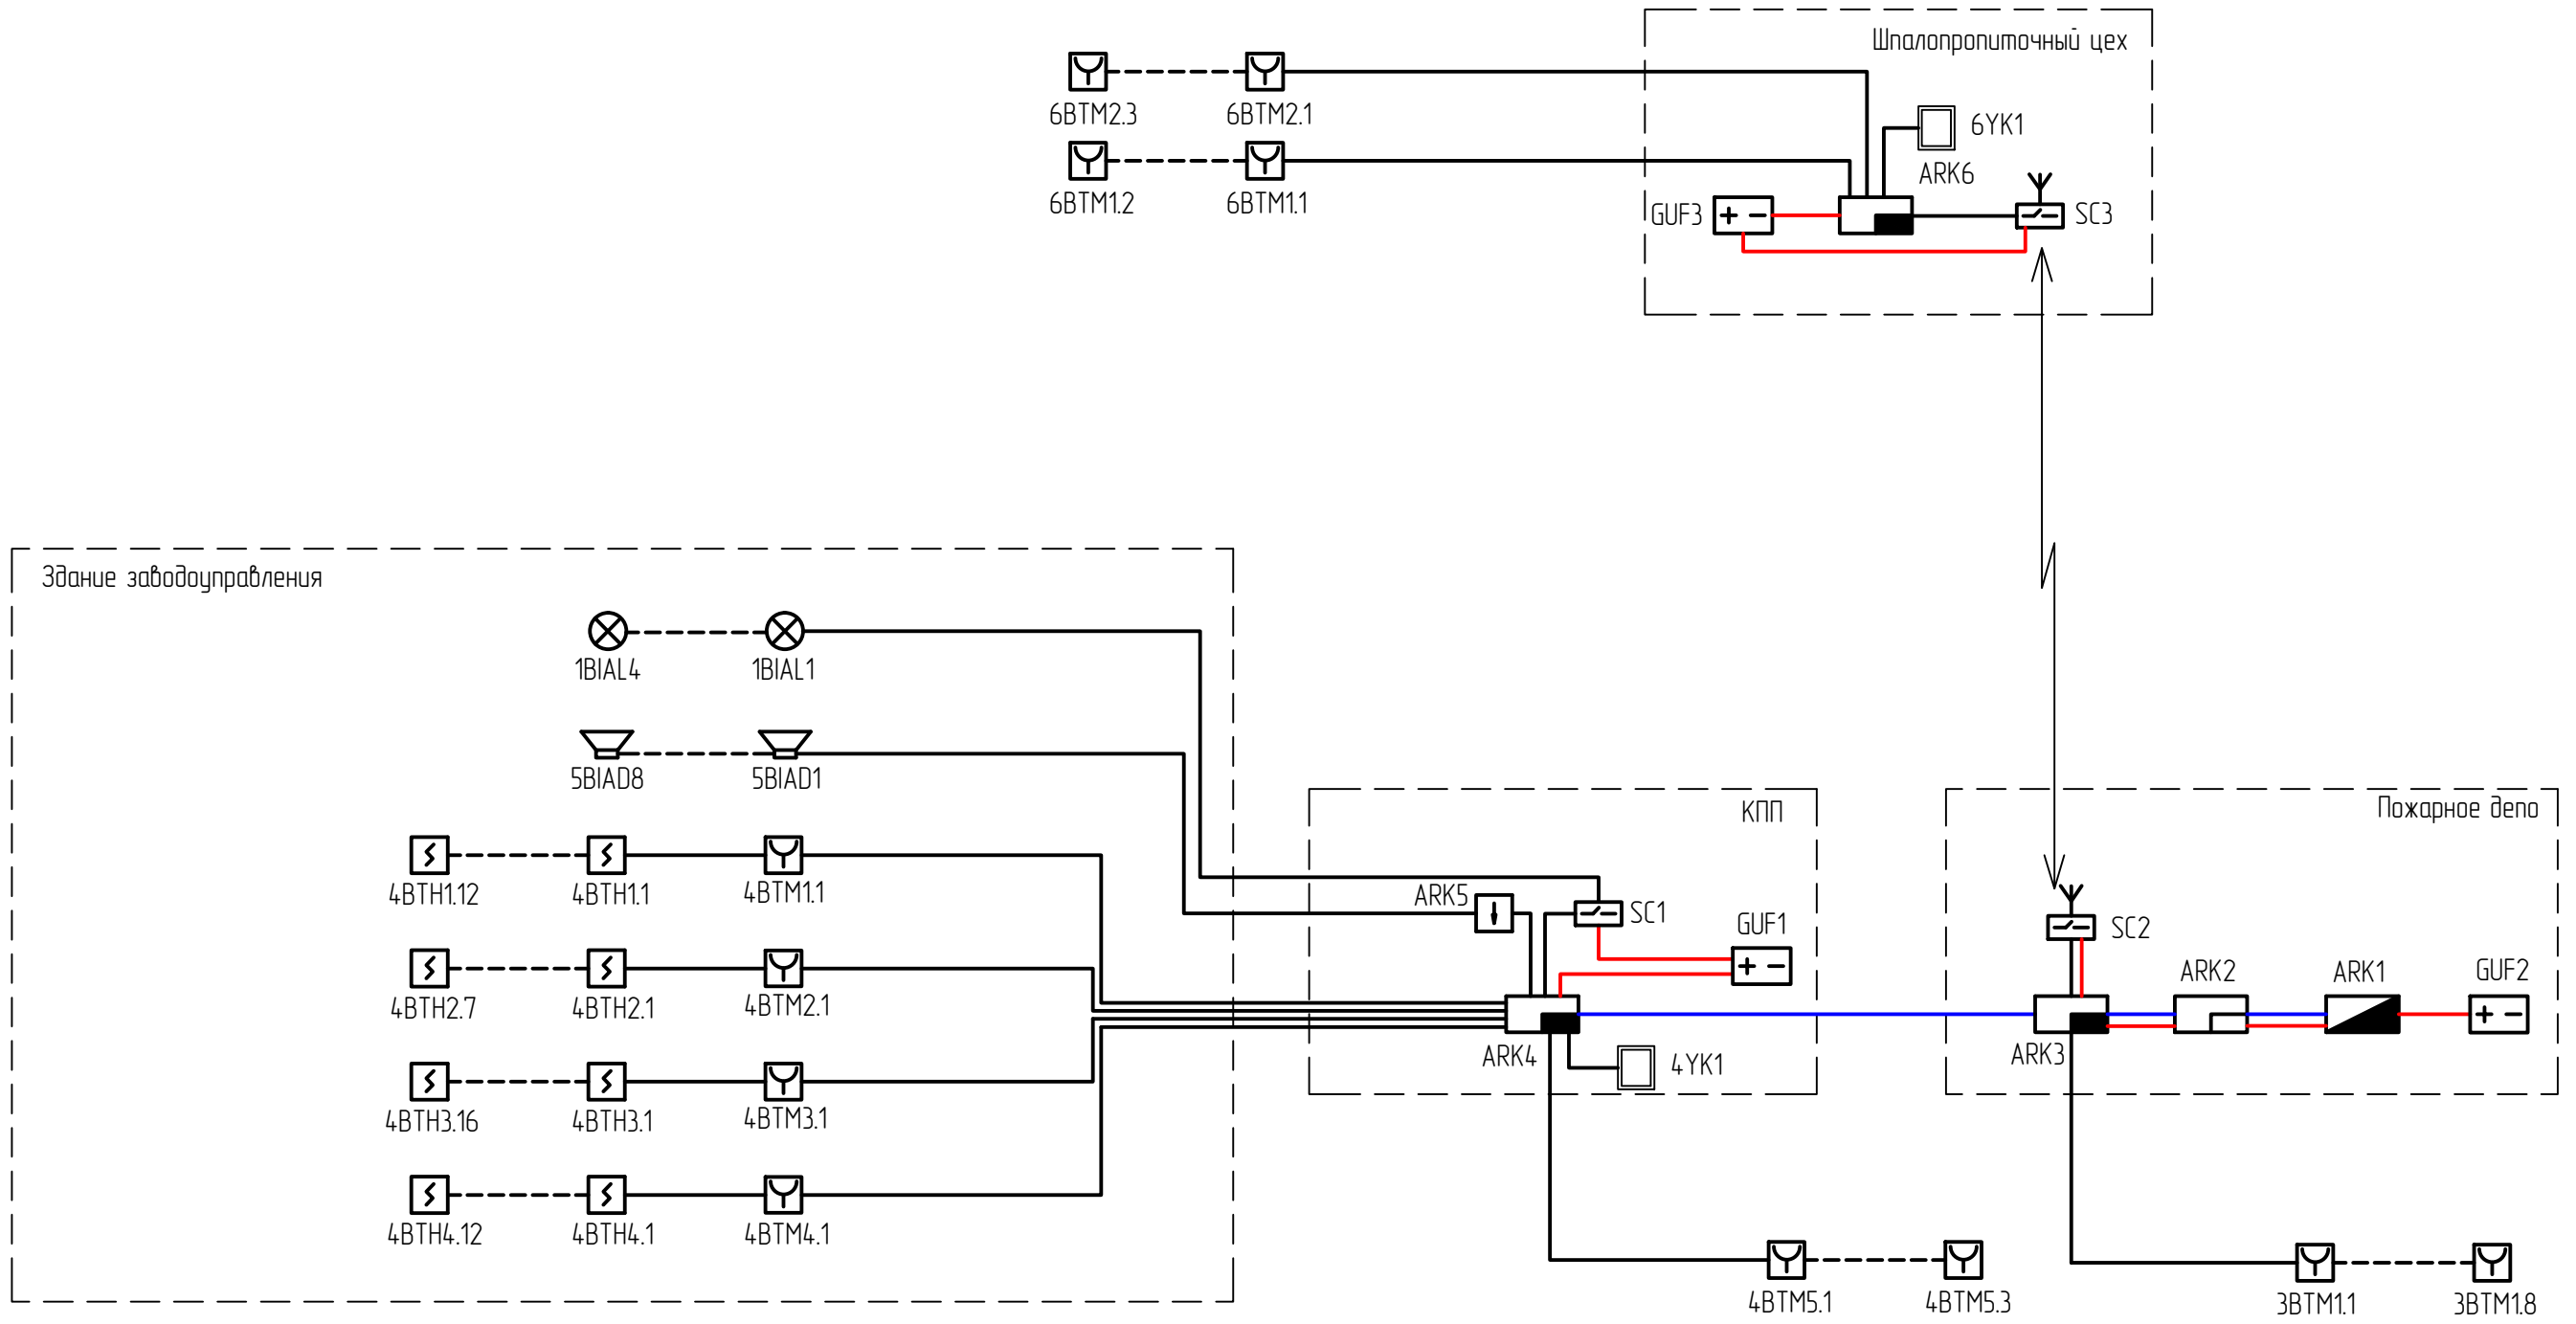 Шпалопропиточный цех
6BTM2.3
6BTM2.1
6YK1
ARK6
6BTM1.2
6BTM1.1
GUF3
SC3
Здание заводоуправления
1BIAL4
1BIAL1
5BIAD8
5BIAD1
КПП
Пожарное депо
4BTH1.12
4BTH1.1
4BTM1.1
ARK5
SC1
GUF1
SC2
4BTH2.7
4BTH2.1
4BTM2.1
ARK2
ARK1
GUF2
ARK4
4YK1
ARK3
4BTH3.16
4BTH3.1
4BTM3.1
4BTH4.12
4BTH4.1
4BTM4.1
4BTM5.1
4BTM5.3
3BTM1.1
3BTM1.8